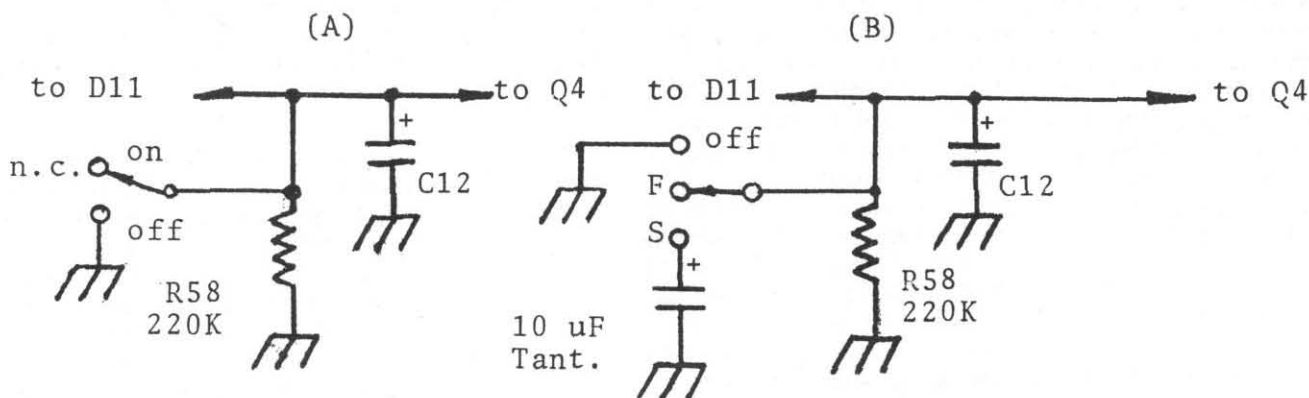 (A)
(B)
to D11
to Q4
to D11
to Q4
n.c.
on
off
+
C12
R58
220K
off
F
S
+
10 uF
Tant.
+
C12
R58
220K